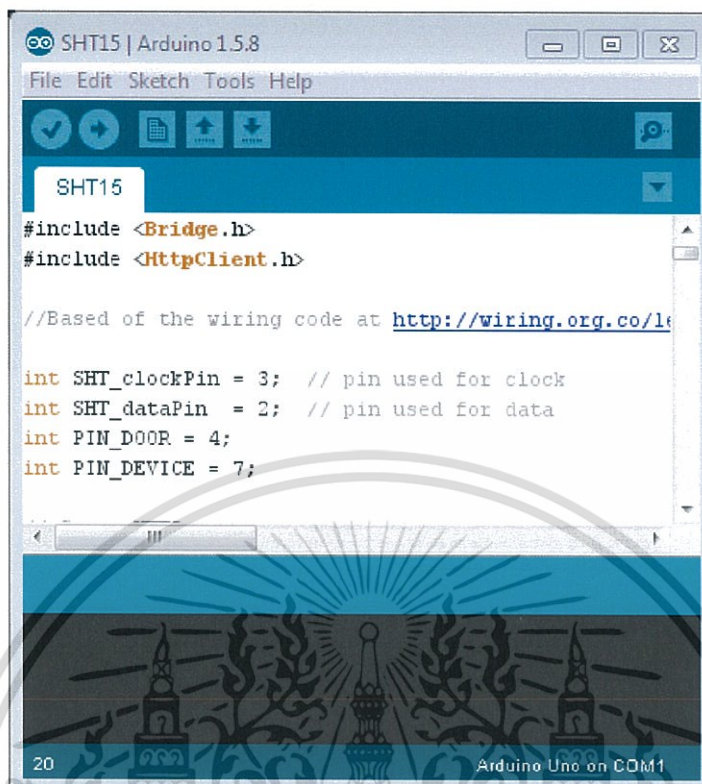 SHT15 | Arduino 1.5.8
File Edit Sketch Tools Help
SHT15
#include <Bridge.h>
#include <HttpClient.h>
//Based of the wiring code at http://wiring.org.co/le
int SHT_clockPin = 3;  // pin used for clock
int SHT_dataPin  = 2;  // pin used for data
int PIN_DOOR = 4;
int PIN_DEVICE = 7;
20
Arduino Uno on COM1